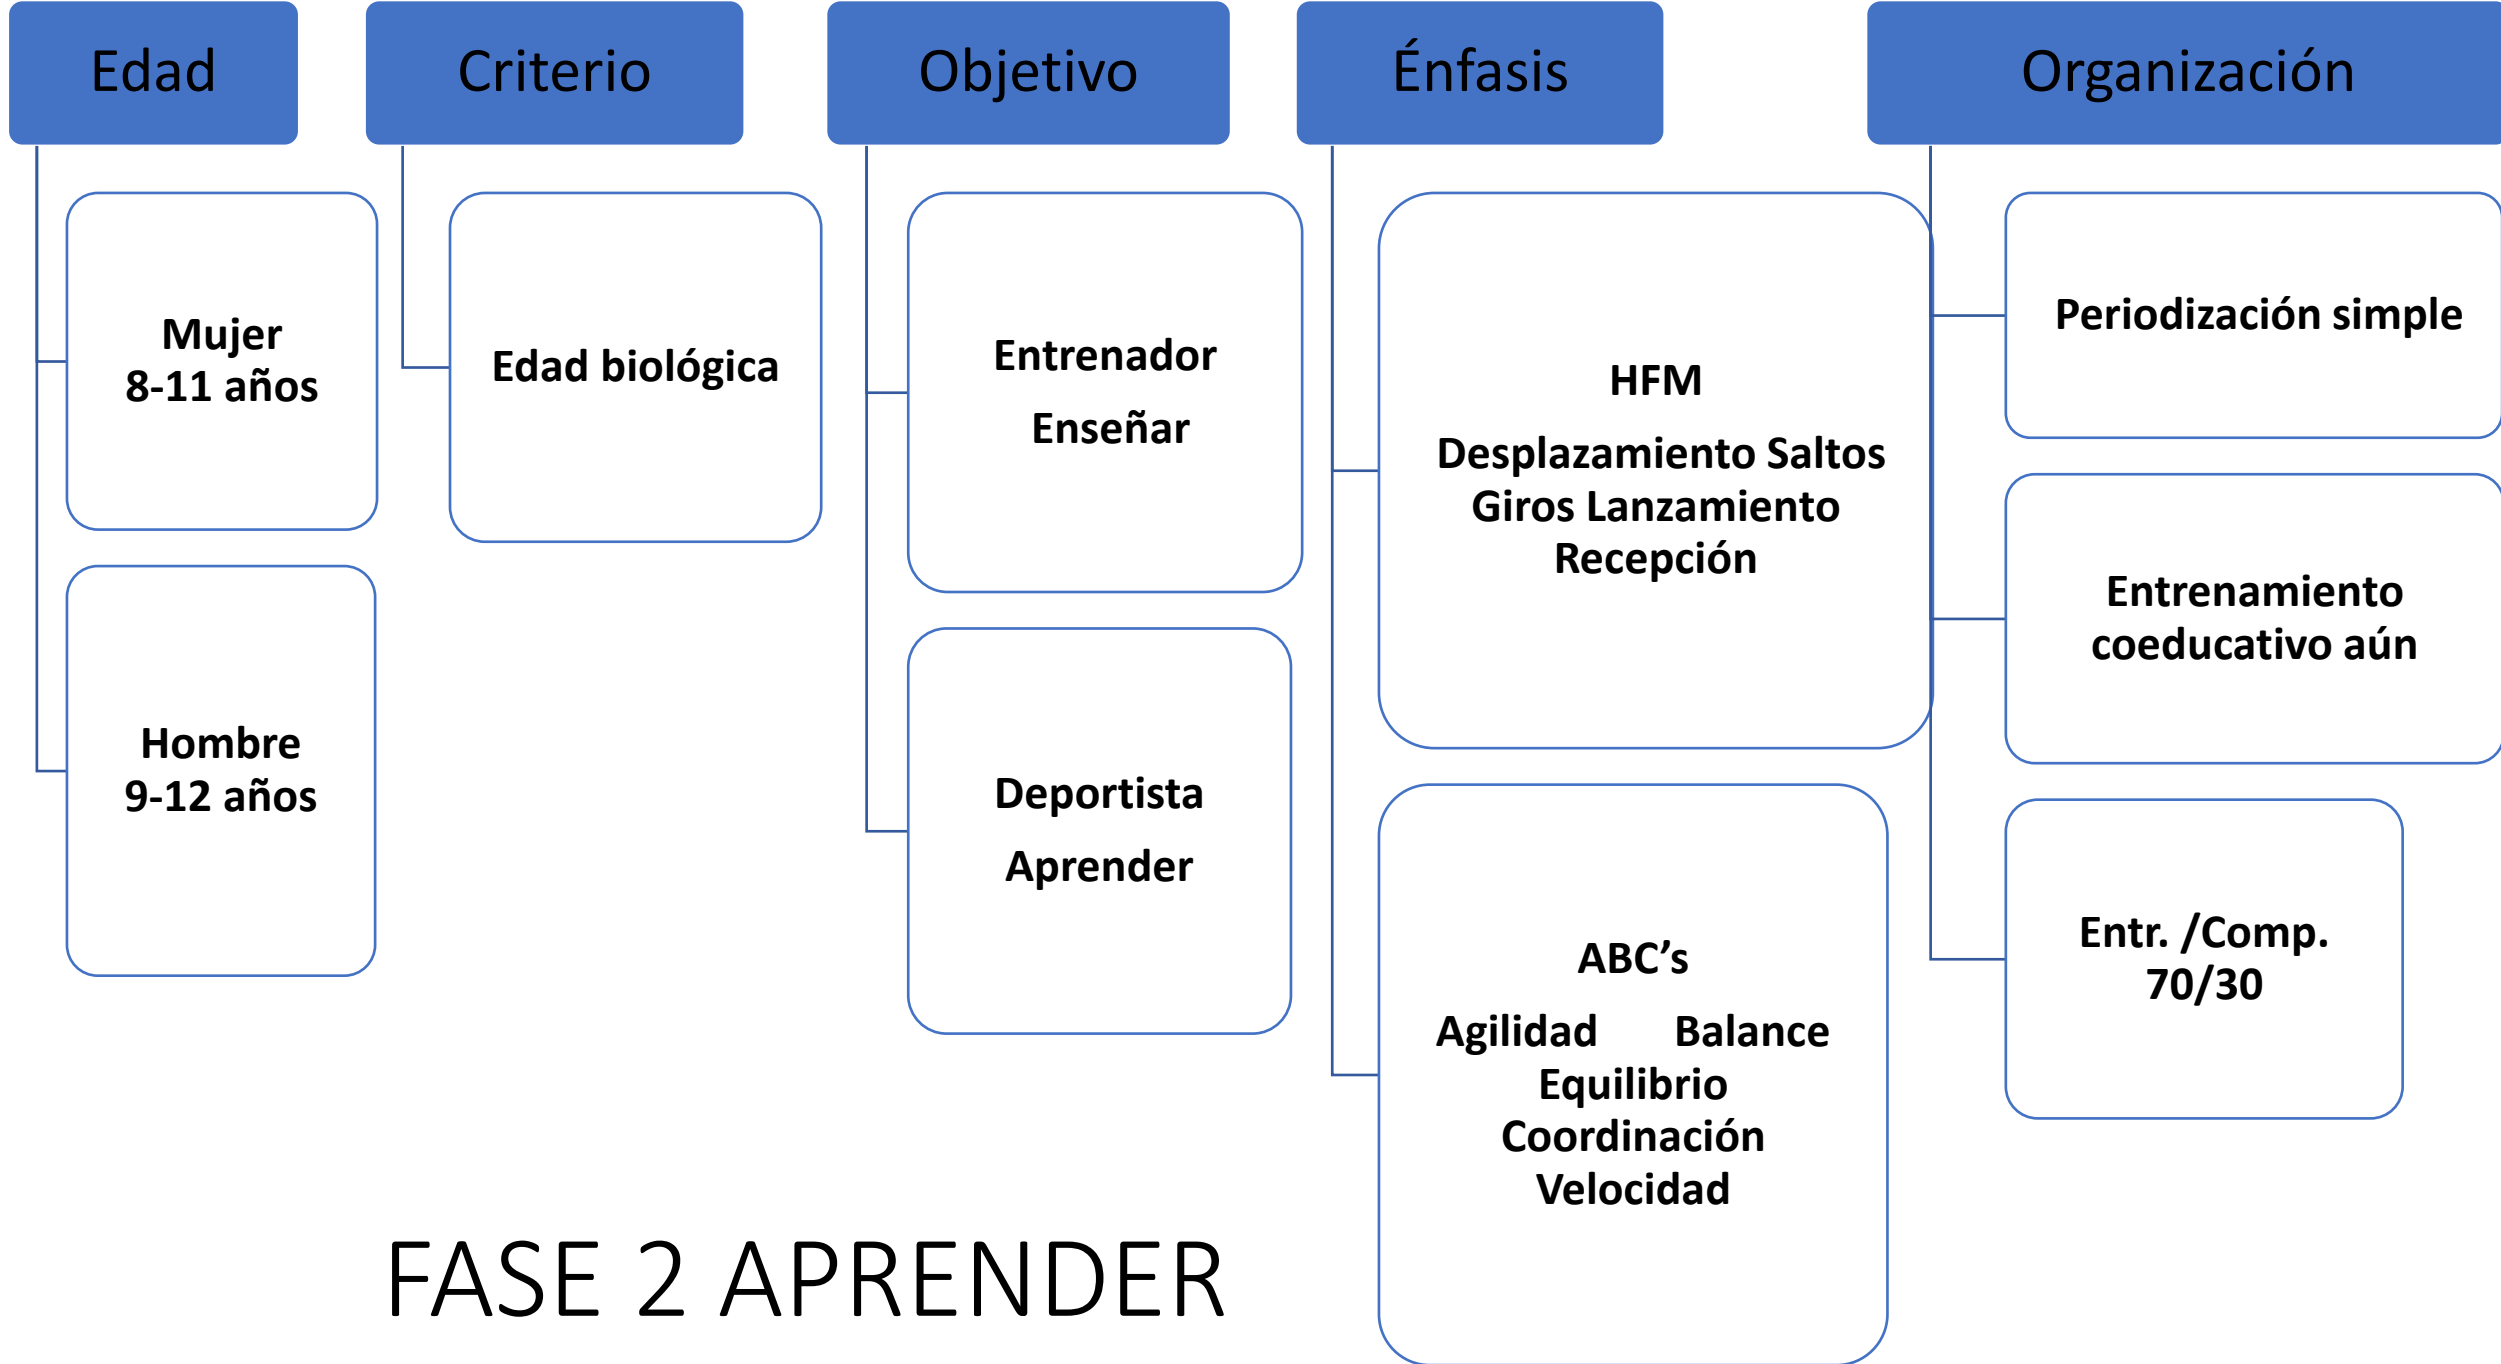 Edad
Mujer
8-11 años
Hombre
9-12 años
Criterio
Edad biológica
Objetivo
Entrenador
Enseñar
Deportista
Aprender
Énfasis
HFM
Desplazamiento Saltos
Giros Lanzamiento
Recepción
ABC’s
Agilidad Balance
Equilibrio
Coordinación
Velocidad
Organización
Periodización simple
Entrenamiento
coeducativo aún
Entr. /Comp.
70/30
FASE 2 APRENDER